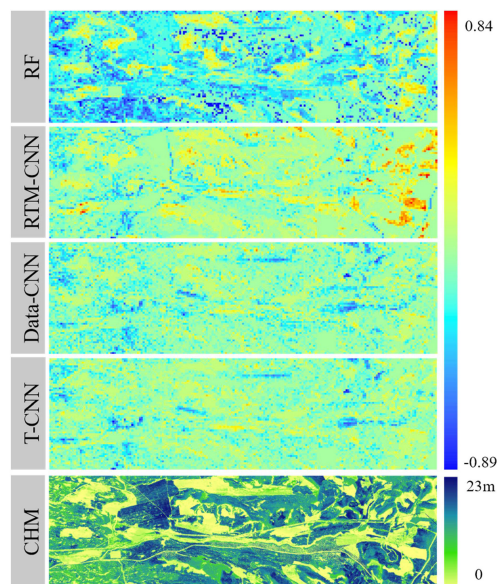 RF
0.84
RTM-CNN
Data-CNN
T-CNN
-0.89
CHM
23m
0